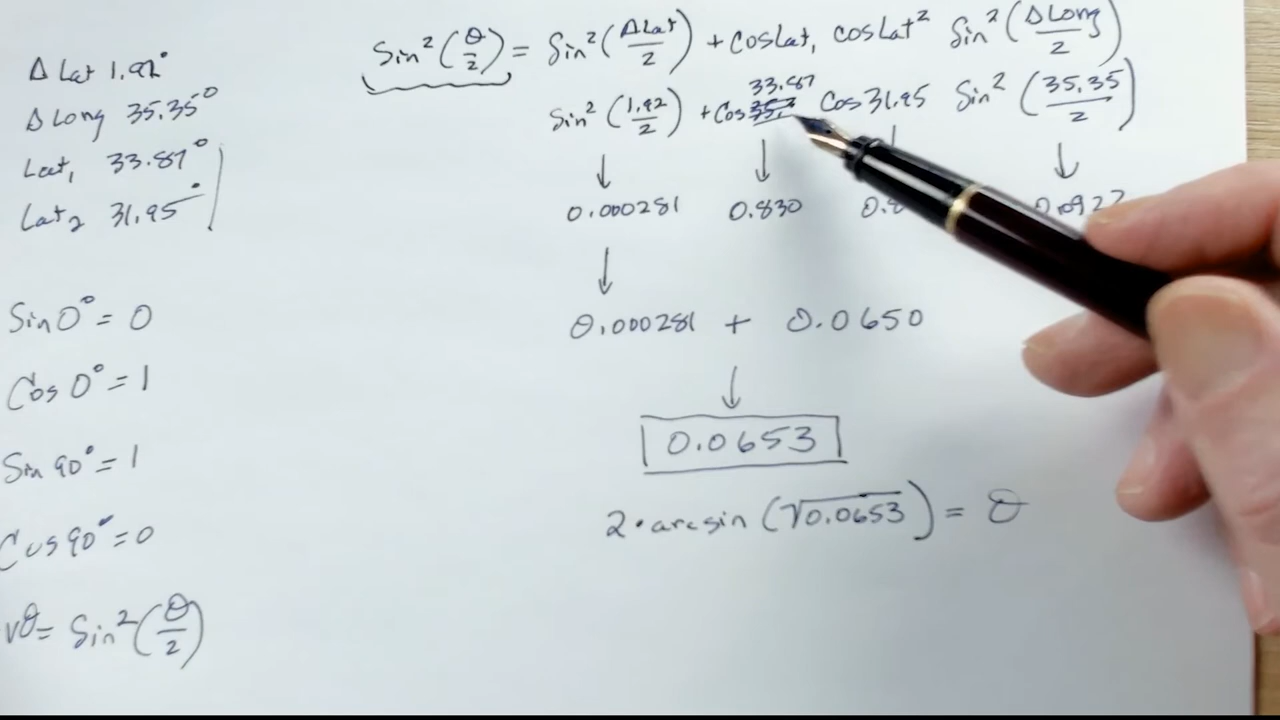 Δ Lat 1.92°
Δ Long 35.35°
Lat₁ 33.87°
Lat₂ 31.95°
Sin 0° = 0
Cos 0° = 1
Sin 90° = 1
Cos 90° = 0
vθ = Sin²(θ/2)
Sin²(θ/2) = Sin²(ΔLat/2) + CosLat₁ cosLat² Sin²(ΔLong/2)
33.87
Sin²(1.92/2) + Cos Cos 31.95 Sin²(35.35/2)
↓ ↓ ↓
0.000281 0.830 0.0927
↓
0.000281 + 0.0650
↓
0.0653
2·arcsin(√0.0653) = θ